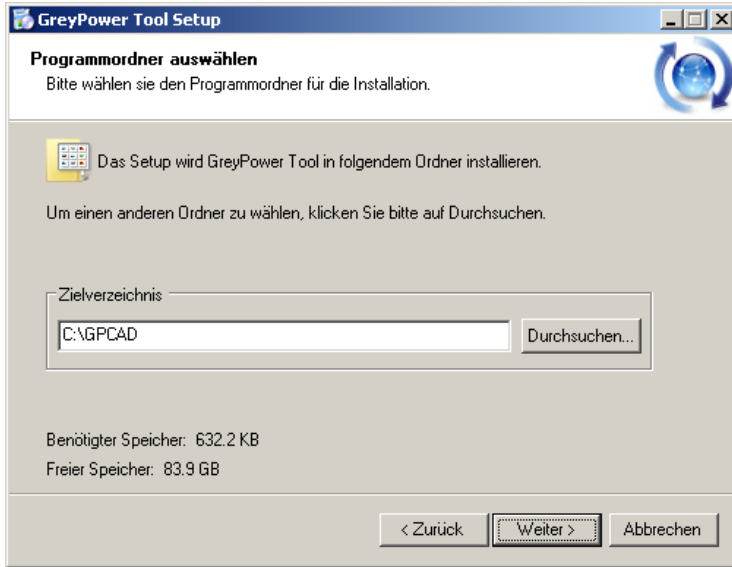 GreyPower Tool Setup
Programmordner auswählen
Bitte wählen sie den Programmordner für die Installation.
Das Setup wird GreyPower Tool in folgendem Ordner installieren.
Um einen anderen Ordner zu wählen, klicken Sie bitte auf Durchsuchen.
Zielverzeichnis
C:\GPCAD
Durchsuchen...
Benötigter Speicher: 632.2 KB
Freier Speicher: 83.9 GB
< Zurück Weiter > Abbrechen